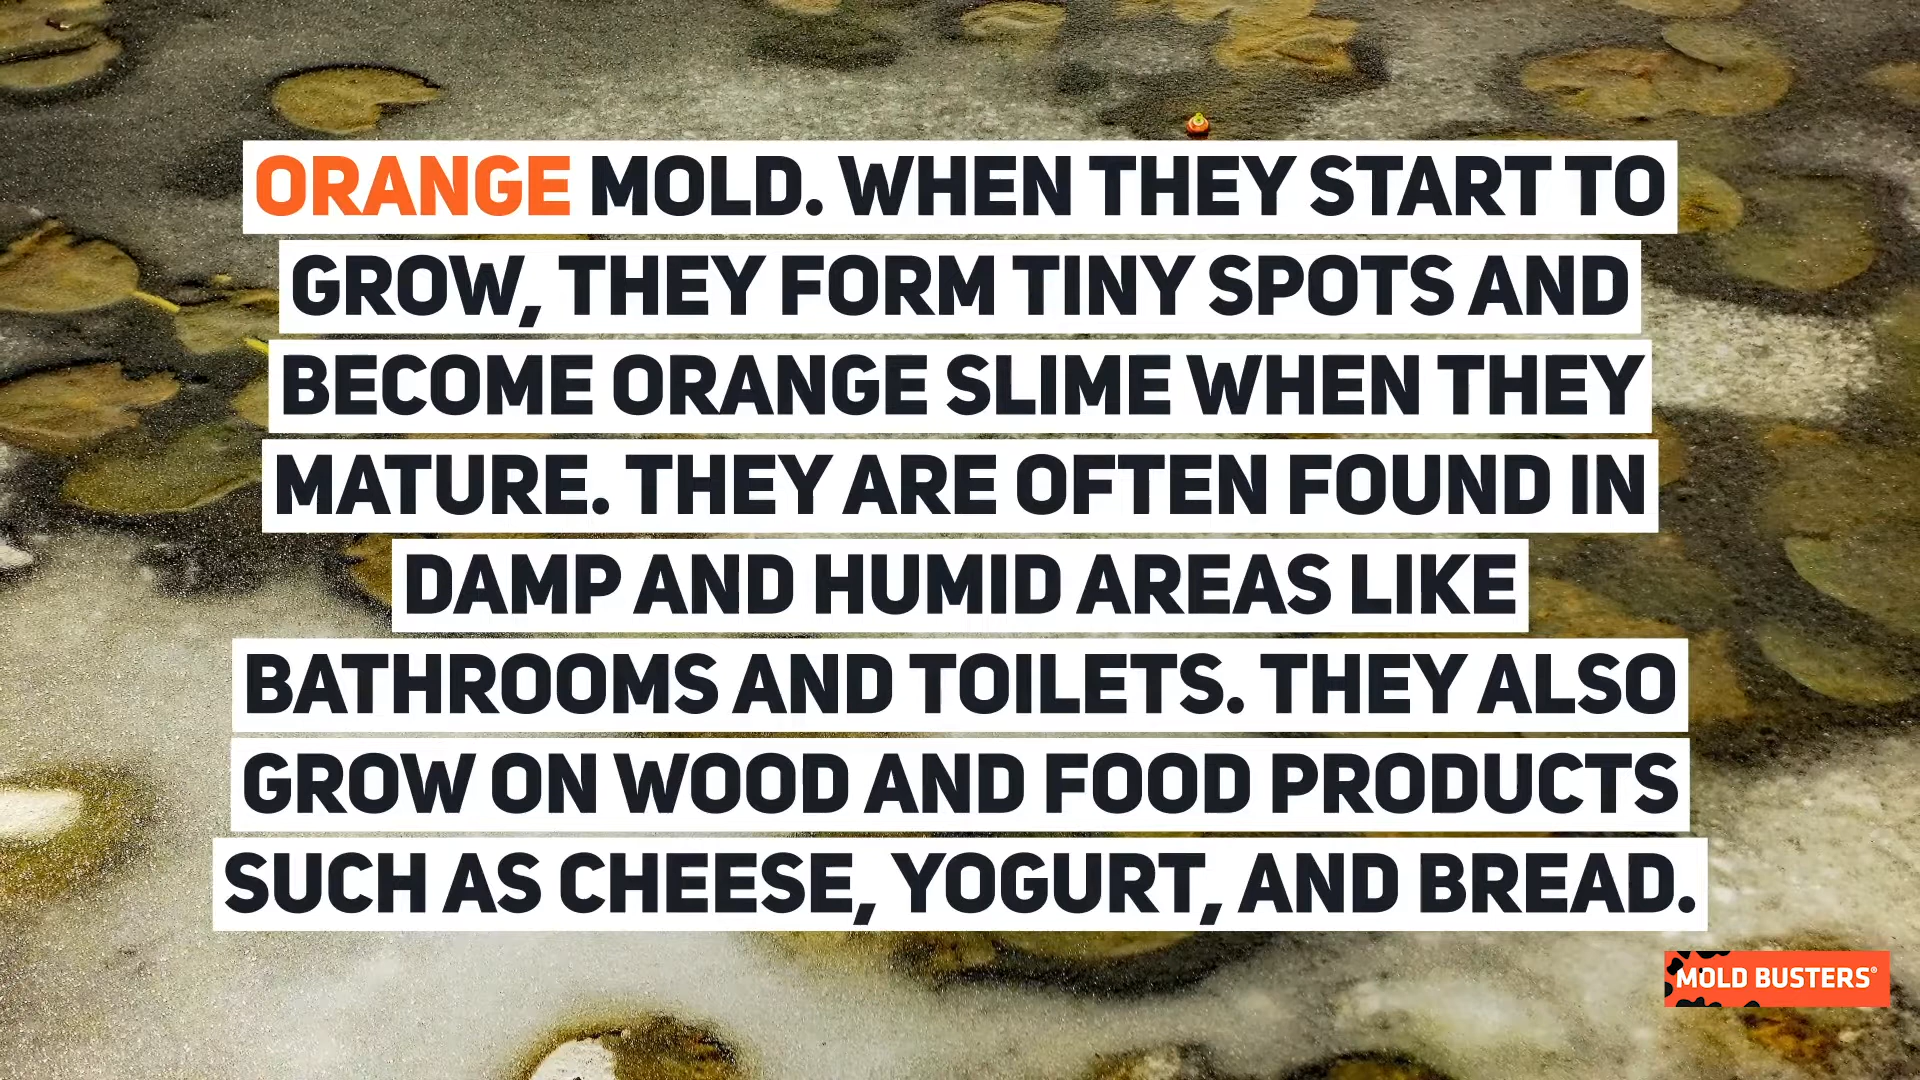 ORANGE MOLD. WHEN THEY START TO
GROW, THEY FORM TINY SPOTS AND
BECOME ORANGE SLIME WHEN THEY
MATURE. THEY ARE OFTEN FOUND IN
DAMP AND HUMID AREAS LIKE
BATHROOMS AND TOILETS. THEY ALSO
GROW ON WOOD AND FOOD PRODUCTS
SUCH AS CHEESE, YOGURT, AND BREAD.
MOLD BUSTERS®